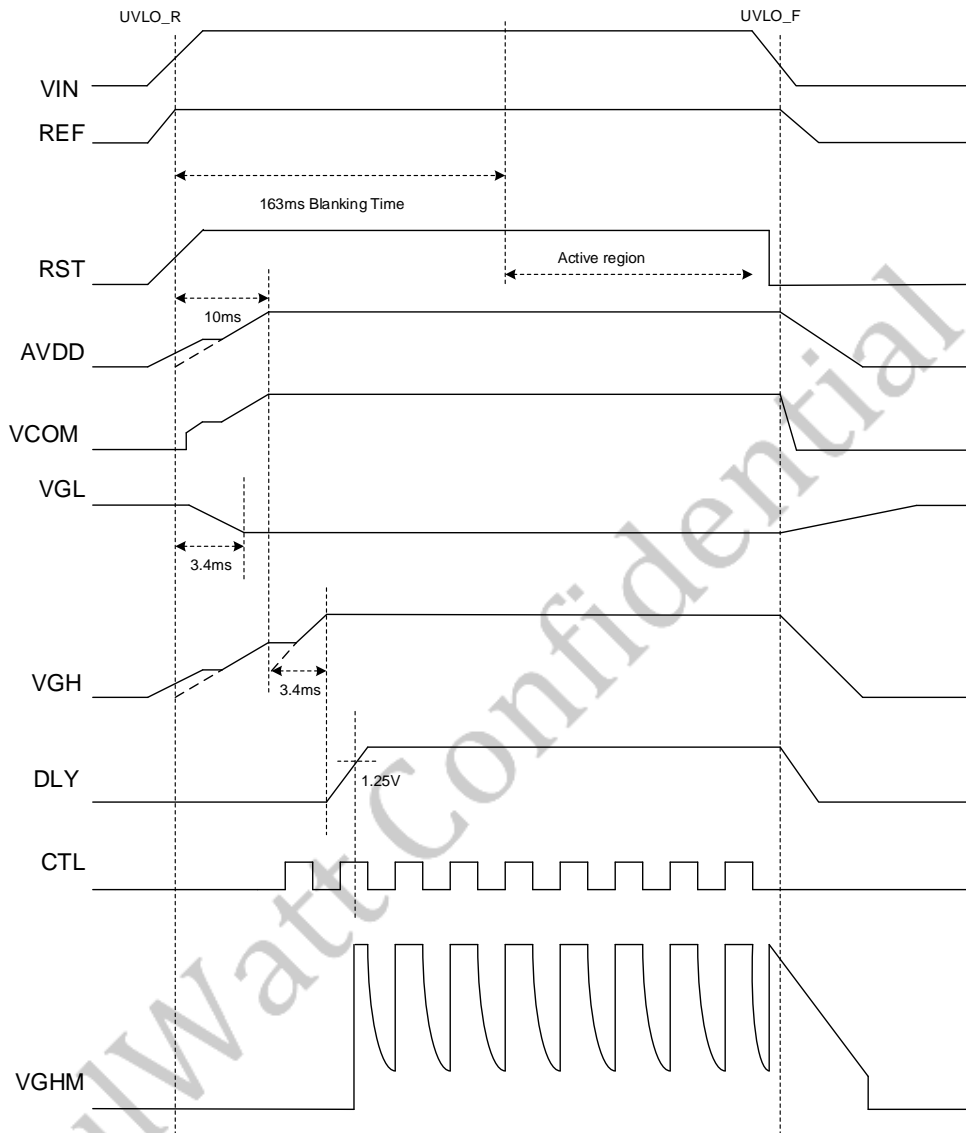 UVLO_R
UVLO_F
VIN
REF
163ms Blanking Time
RST
Active region
10ms
AVDD
VCOM
VGL
3.4ms
VGH
3.4ms
DLY
1.25V
CTL
VGHM
Watt Confidential